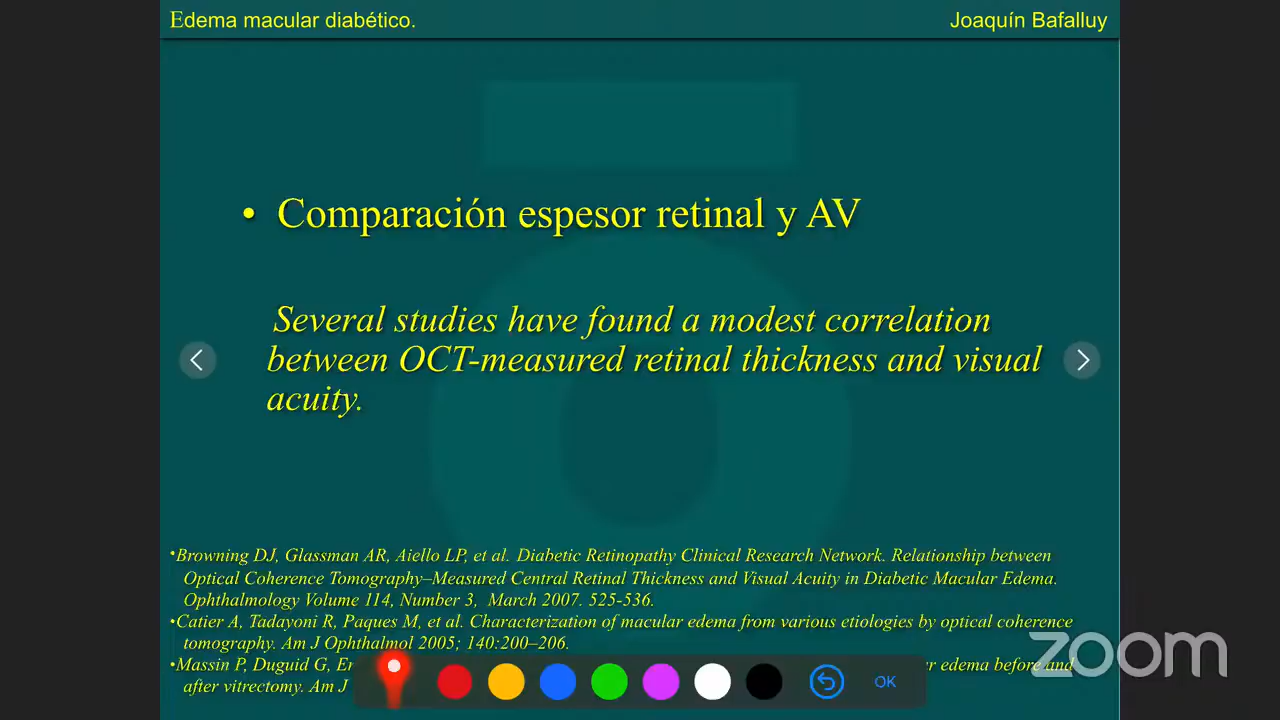 Edema macular diabético.
Joaquín Bafalluy
• Comparación espesor retinal y AV
Several studies have found a modest correlation
between OCT-measured retinal thickness and visual
acuity.
•Browning DJ, Glassman AR, Aiello LP, et al. Diabetic Retinopathy Clinical Research Network. Relationship between
Optical Coherence Tomography–Measured Central Retinal Thickness and Visual Acuity in Diabetic Macular Edema.
Ophthalmology Volume 114, Number 3, March 2007. 525-536.
•Catier A, Tadayoni R, Paques M, et al. Characterization of macular edema from various etiologies by optical coherence
tomography. Am J Ophthalmol 2005; 140:200–206.
•Massin P, Duguid G, edema before and
after vitrectomy. Am J
OK
zoom